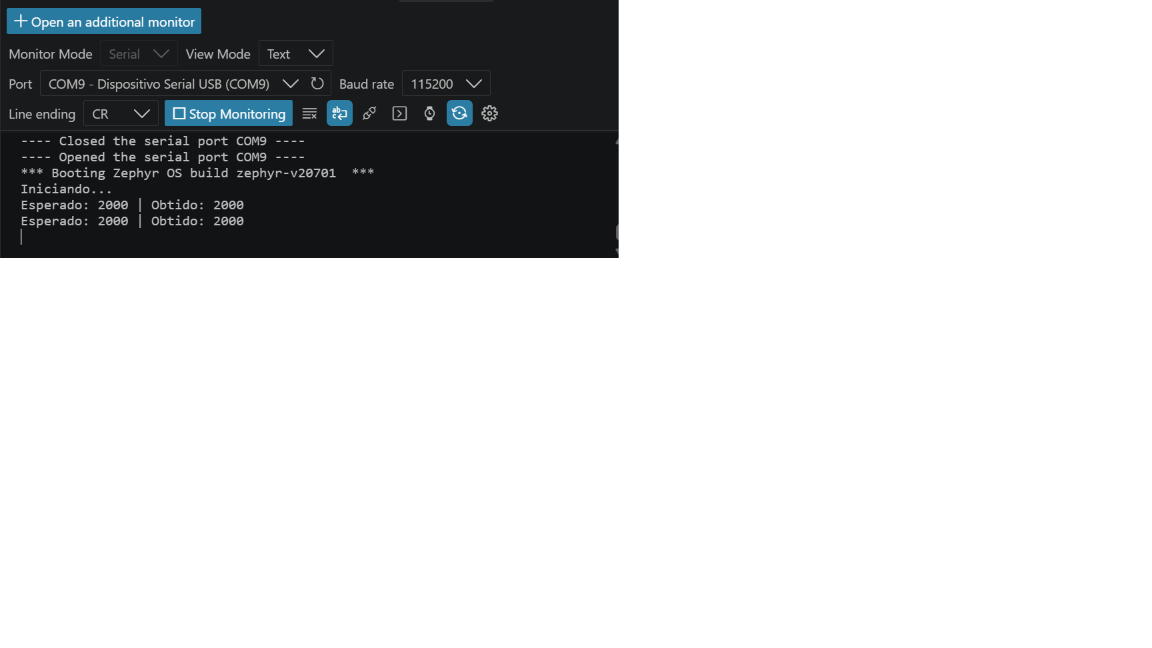 Open an additional monitor
Monitor Mode Serial View Mode Text
Port COM9 - Dispositivo Serial USB (COM9) Baud rate 115200
Line ending CR Stop Monitoring
---- Closed the serial port COM9 ----
---- Opened the serial port COM9 ----
*** Booting Zephyr OS build zephyr-v20701  ***
Iniciando...
Esperado: 2000 | Obtido: 2000
Esperado: 2000 | Obtido: 2000